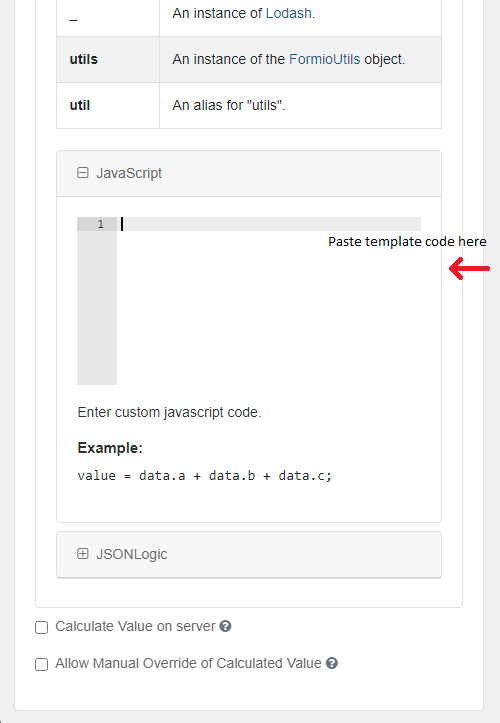 _ An instance of Lodash.
utils An instance of the FormioUtils object.
util An alias for "utils".
JavaScript
1
Paste template code here
Enter custom javascript code.
Example:
value = data.a + data.b + data.c;
JSONLogic
Calculate Value on server
Allow Manual Override of Calculated Value